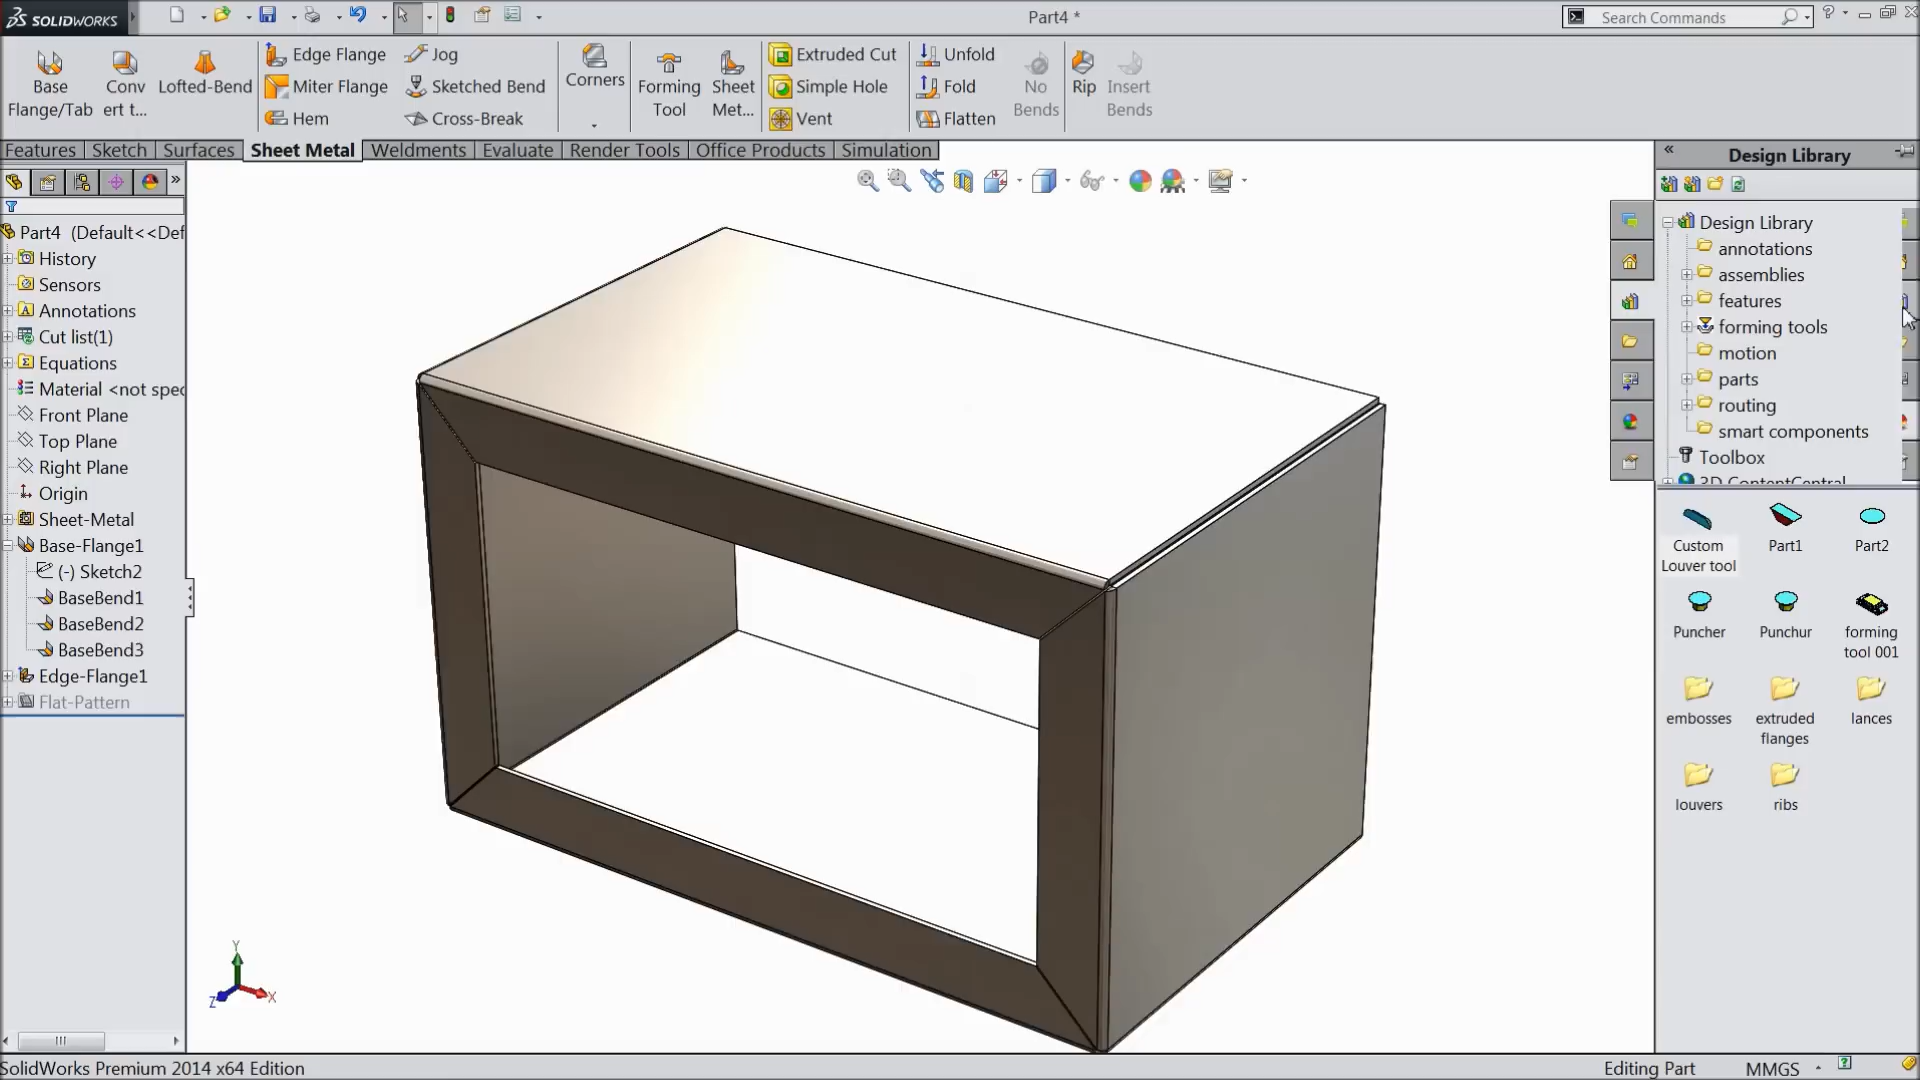 SOLIDWORKS
Part4 *
Search Commands
Base Flange/Tab
Conv ert t...
Lofted-Bend
Edge Flange
Miter Flange
Hem
Jog
Sketched Bend
Cross-Break
Corners
Forming Tool
Sheet Met...
Extruded Cut
Simple Hole
Vent
Unfold
Fold
Flatten
No Bends
Rip
Insert Bends
Features
Sketch
Surfaces
Sheet Metal
Weldments
Evaluate
Render Tools
Office Products
Simulation
Part4 (Default<<Def
History
Sensors
Annotations
Cut list(1)
Equations
Material <not spec
Front Plane
Top Plane
Right Plane
Origin
Sheet-Metal
Base-Flange1
(-) Sketch2
BaseBend1
BaseBend2
BaseBend3
Edge-Flange1
Flat-Pattern
Y
Z
X
Design Library
Design Library
annotations
assemblies
features
forming tools
motion
parts
routing
smart components
Toolbox
3D ContentCentral
Custom Louver tool
Part1
Part2
Puncher
Punchur
forming tool 001
embosses
extruded flanges
lances
louvers
ribs
SolidWorks Premium 2014 x64 Edition
Editing Part
MMGS